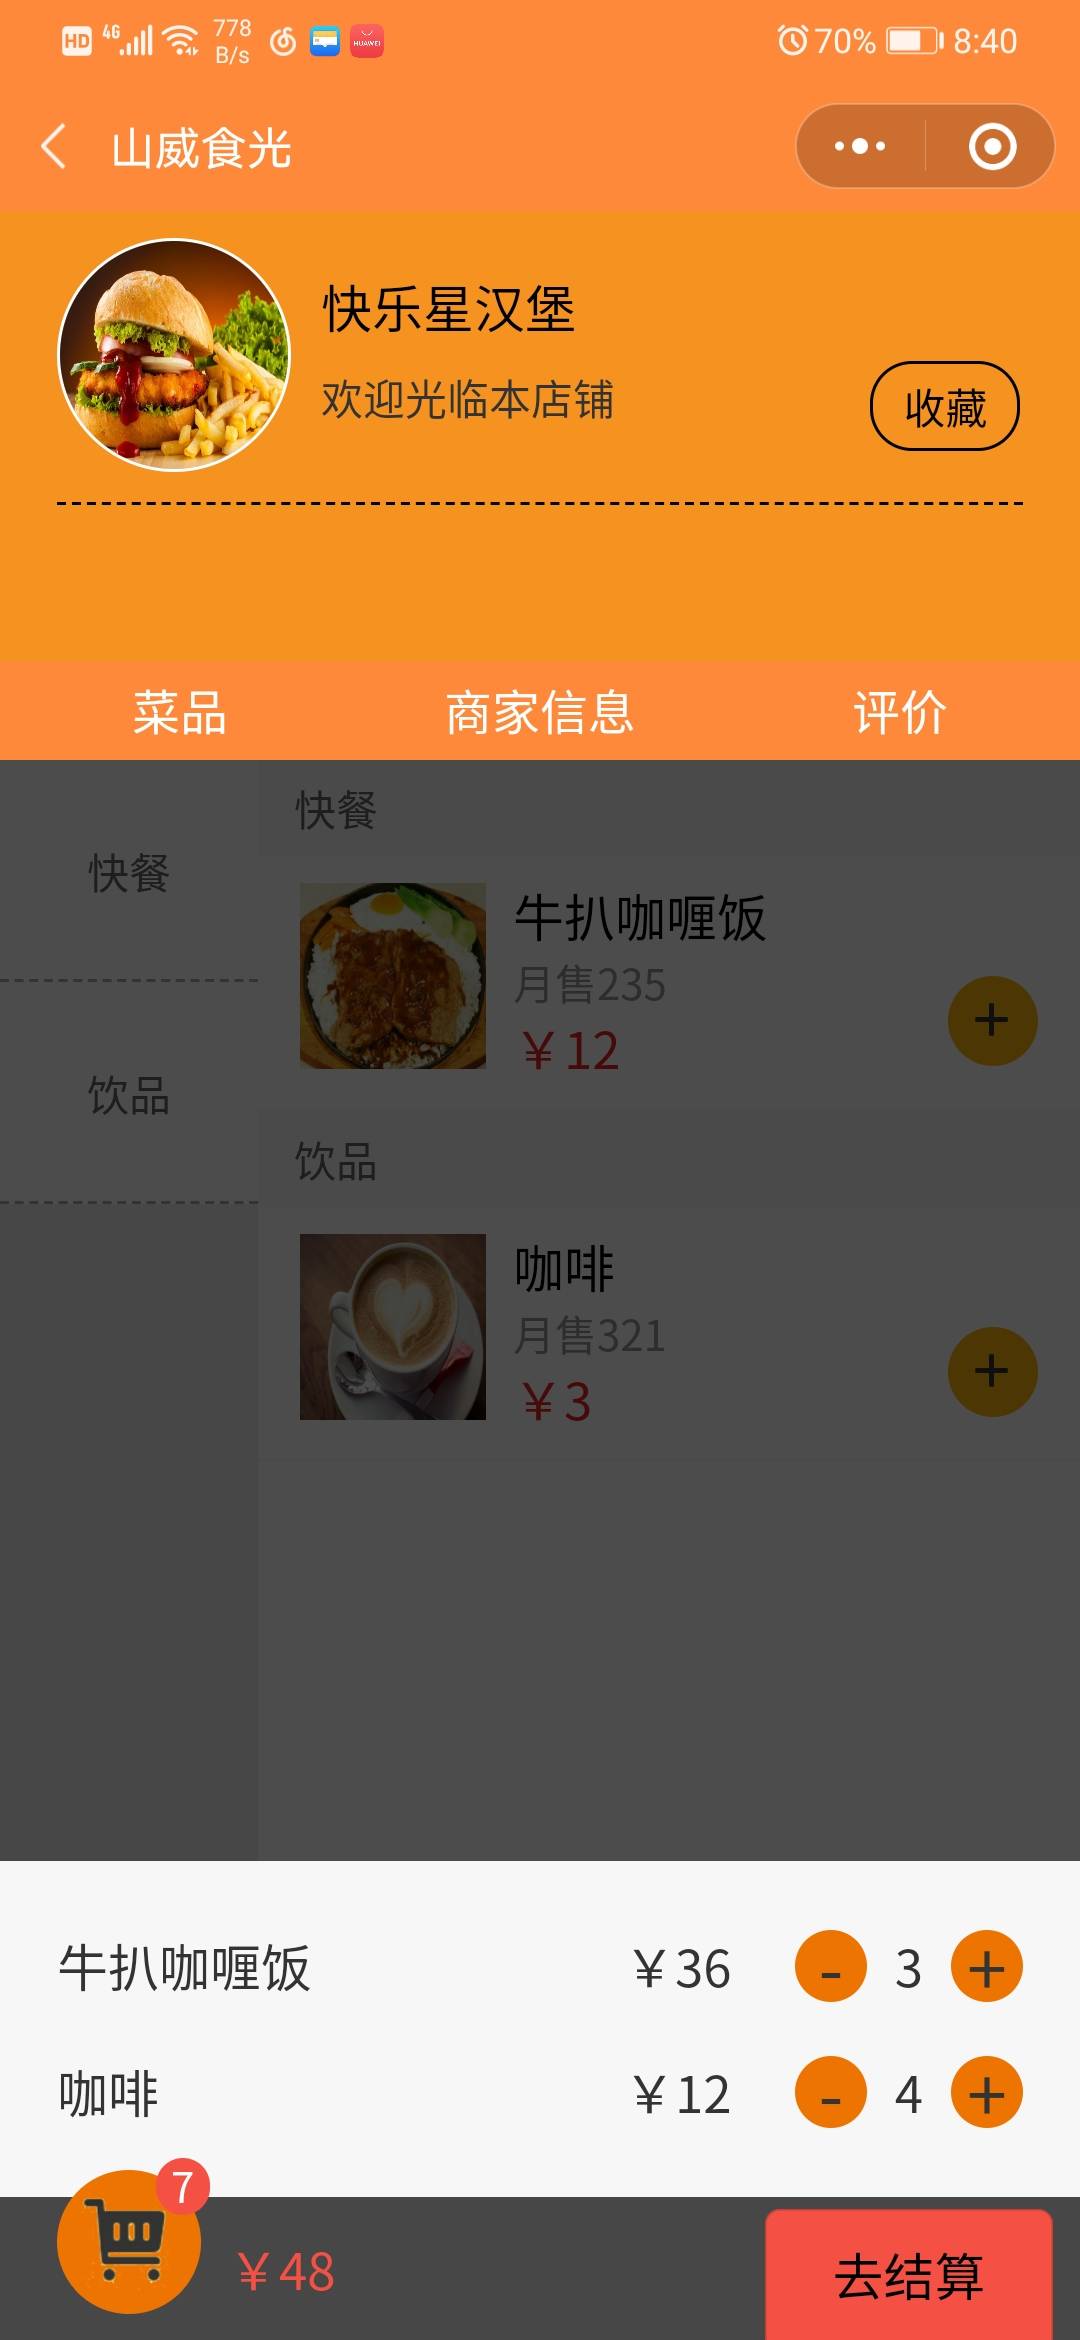 HD 4G 778 B/s HUAWEI 70% 8:40
山威食光
快乐星汉堡
欢迎光临本店铺
收藏
菜品 商家信息 评价
快餐
快餐
牛扒咖喱饭
月售235
￥12
+
饮品
饮品
咖啡
月售321
￥3
+
牛扒咖喱饭 ￥36 - 3 +
咖啡 ￥12 - 4 +
7
￥48
去结算